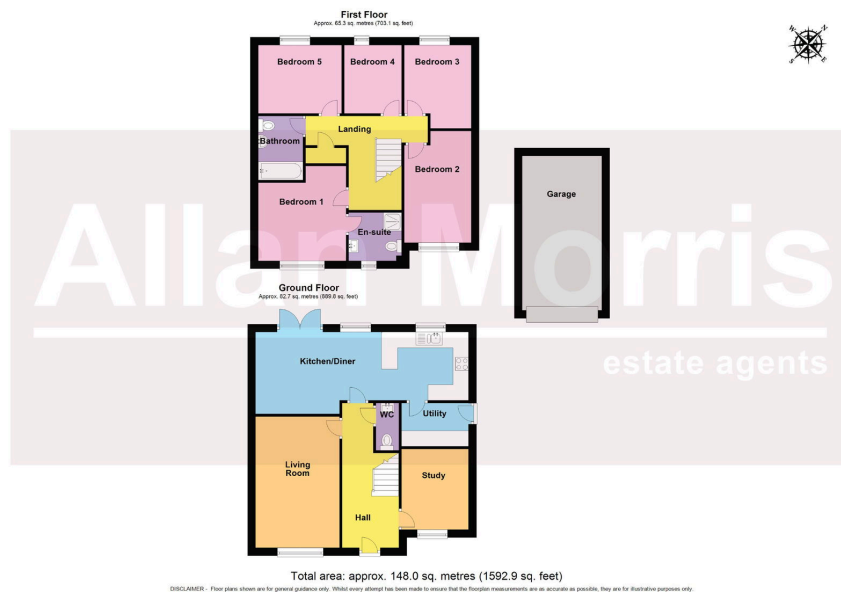 First Floor
Approx. 65.3 sq. metres (703.1 sq. feet)
N
W
E
S
Bedroom 5
Bedroom 4
Bedroom 3
Landing
Bathroom
Bedroom 2
Bedroom 1
En-suite
Garage
Allan Morris
estate agents
Ground Floor
Approx. 82.7 sq. metres (889.8 sq. feet)
Kitchen/Diner
WC
Utility
Living
Room
Study
Hall
Total area: approx. 148.0 sq. metres (1592.9 sq. feet)
DISCLAIMER - Floor plans shown are for general guidance only. Whilst every attempt has been made to ensure that the floorplan measurements are as accurate as possible, they are for illustrative purposes only.